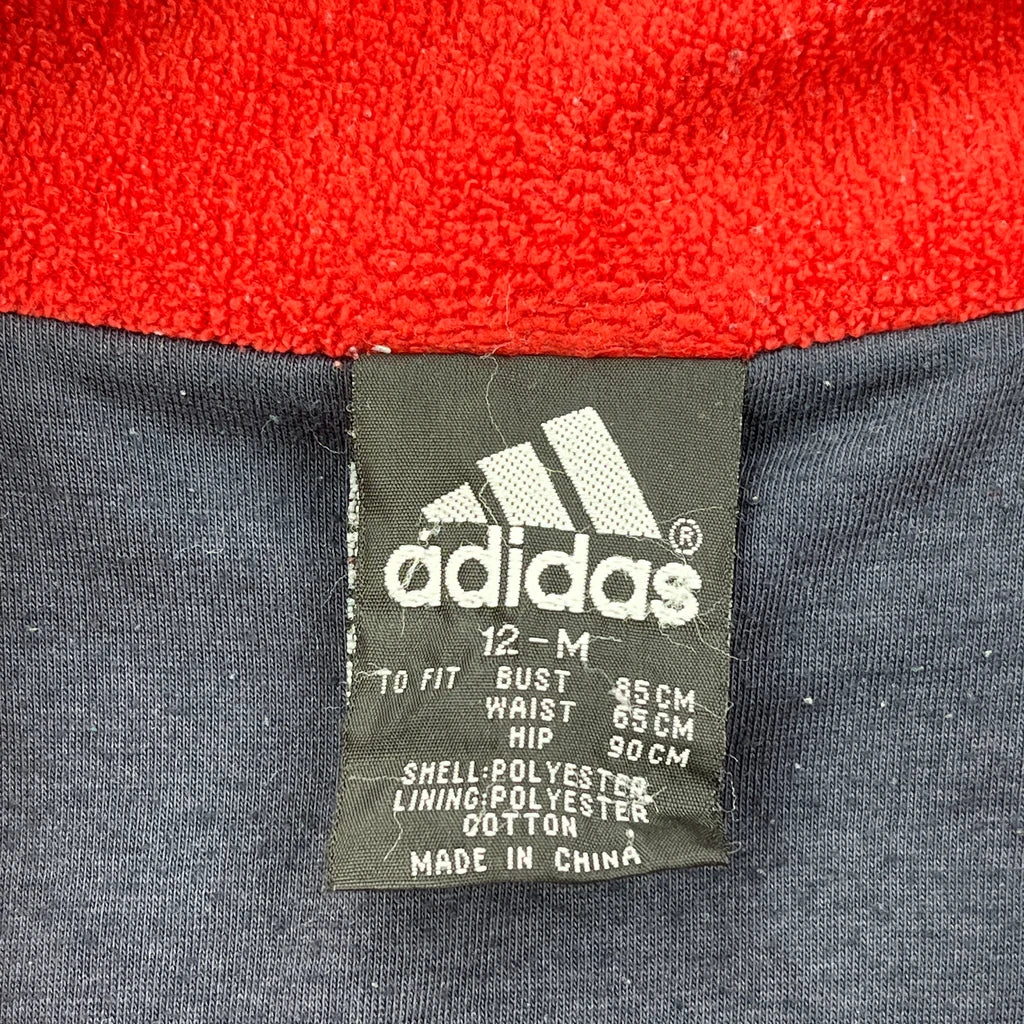 adidas®
12-M
TO FIT BUST 85CM
WAIST 65CM
HIP 90CM
SHELL:POLYESTER
LINING:POLYESTER
COTTON
MADE IN CHINA